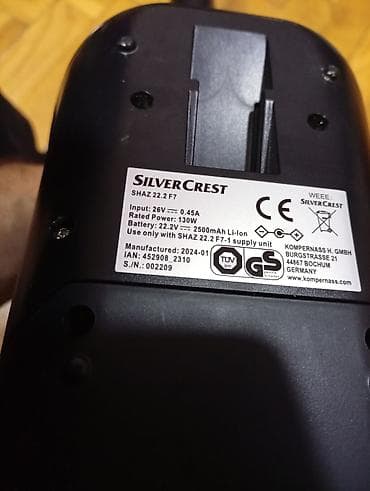 SILVERCREST
SHAZ 22.2 F7
Input: 26V ⎓ 0.45A
Rated Power: 130W
Battery: 22.2V ⎓ 2500mAh Li-Ion
Use only with SHAZ 22.2 F7-1 supply unit
Manufactured: 2024-01
IAN: 452908_2310
S./N.: 002209
CE
WEEE
SILVERCREST
TÜV
GS
KOMPERNASS H. GMBH
BURGSTRASSE 21
44867 BOCHUM
GERMANY
www.kompernass.com